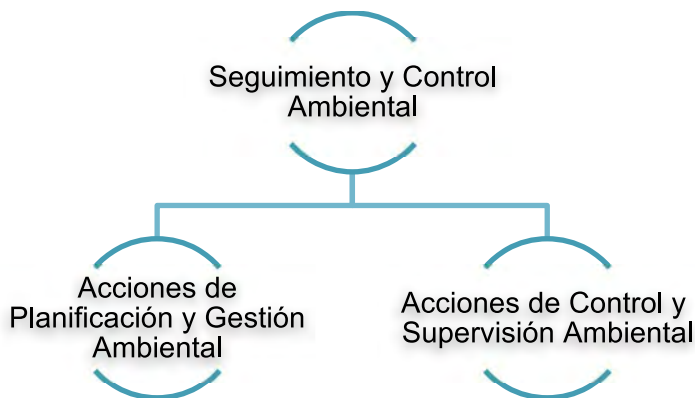 Seguimiento y Control
Ambiental
Acciones de
Planificación y Gestión
Ambiental
Acciones de Control y
Supervisión Ambiental